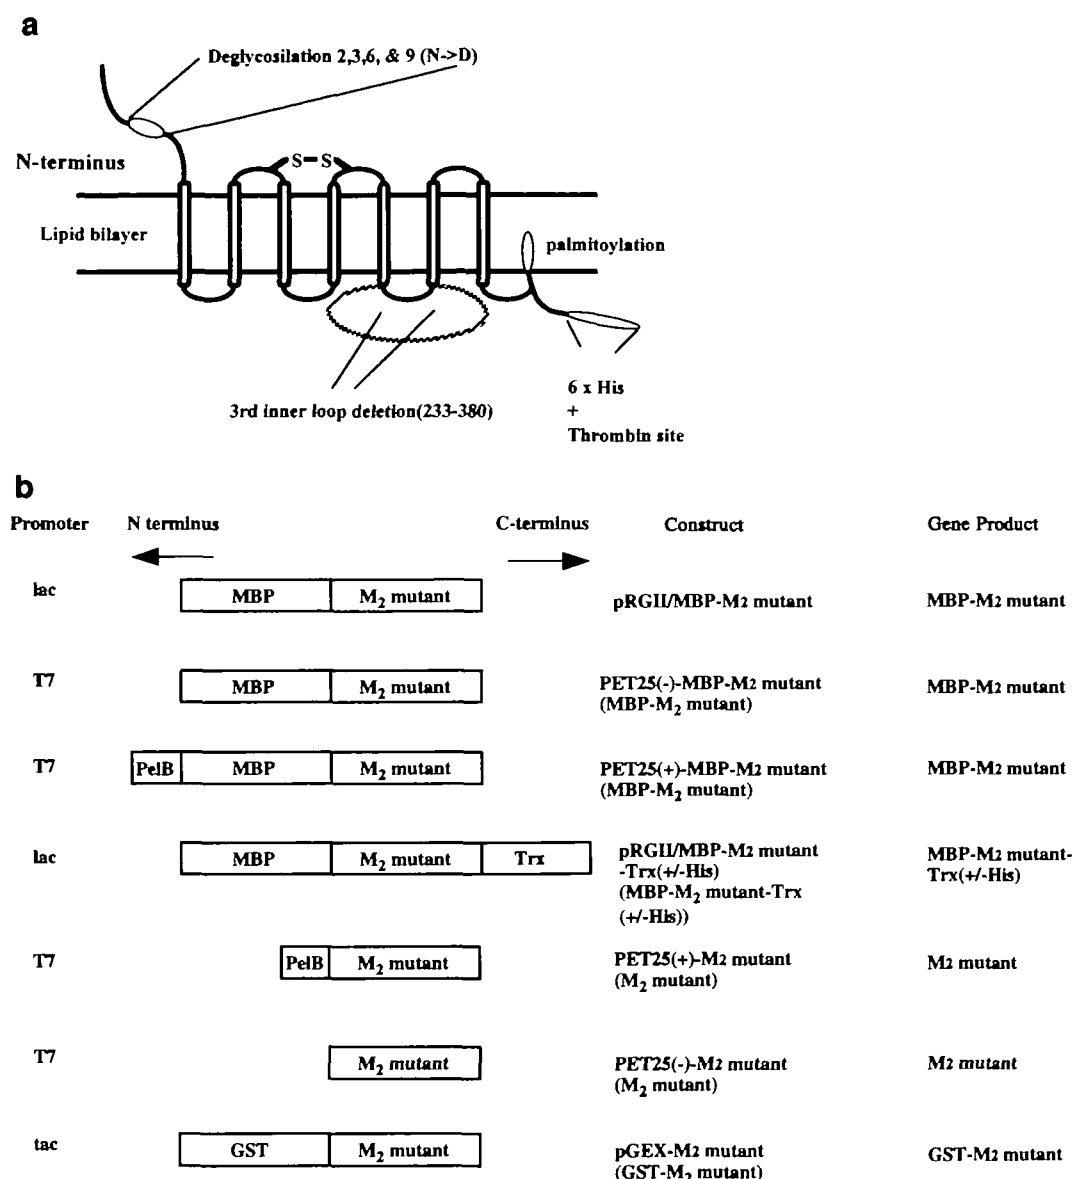 a
Deglycosilation 2,3,6, & 9 (N->D)
N-terminus
S–S
Lipid bilayer
palmitoylation
3rd inner loop deletion(233-380)
6 x His
+
Thrombin site
b
Promoter N terminus C-terminus Construct Gene Product
lac MBP M2 mutant pRGII/MBP-M2 mutant MBP-M2 mutant
T7 MBP M2 mutant PET25(-)-MBP-M2 mutant MBP-M2 mutant
(MBP-M2 mutant)
T7 PelB MBP M2 mutant PET25(+)-MBP-M2 mutant MBP-M2 mutant
(MBP-M2 mutant)
lac MBP M2 mutant Trx pRGII/MBP-M2 mutant MBP-M2 mutant-
-Trx(+/-His) Trx(+/-His)
(MBP-M2 mutant-Trx
(+/-His))
T7 PelB M2 mutant PET25(+)-M2 mutant M2 mutant
(M2 mutant)
T7 M2 mutant PET25(-)-M2 mutant M2 mutant
(M2 mutant)
tac GST M2 mutant pGEX-M2 mutant GST-M2 mutant
(GST-M2 mutant)